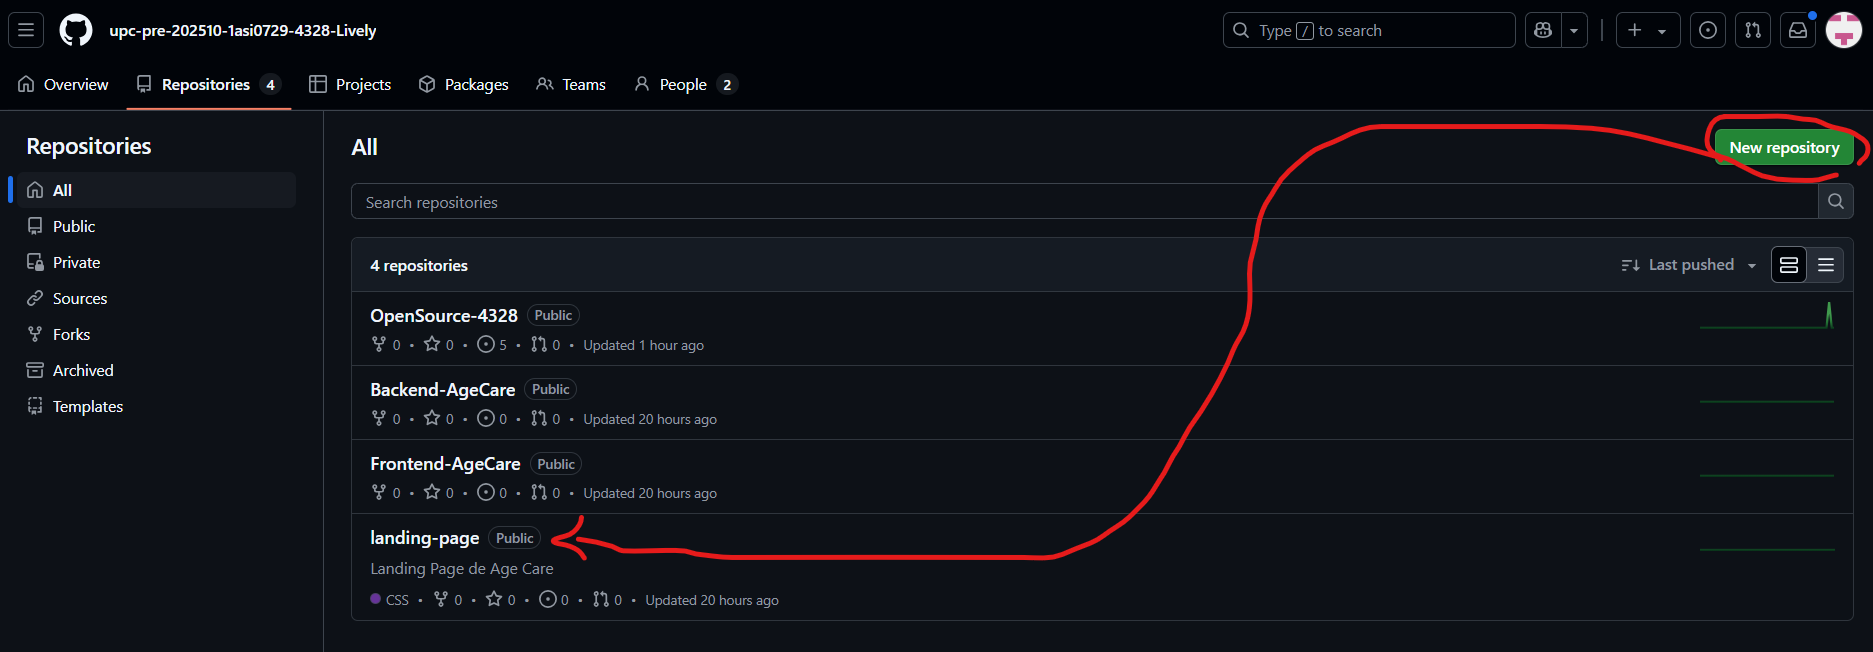 upc-pre-202510-1asi0729-4328-Lively
Type / to search
Overview Repositories 4 Projects Packages Teams People 2
Repositories
All
Public
Private
Sources
Forks
Archived
Templates
All
New repository
Search repositories
4 repositories
Last pushed
OpenSource-4328 Public
0 · 0 · 5 · 0 · Updated 1 hour ago
Backend-AgeCare Public
0 · 0 · 0 · 0 · Updated 20 hours ago
Frontend-AgeCare Public
0 · 0 · 0 · 0 · Updated 20 hours ago
landing-page Public
Landing Page de Age Care
CSS · 0 · 0 · 0 · 0 · Updated 20 hours ago